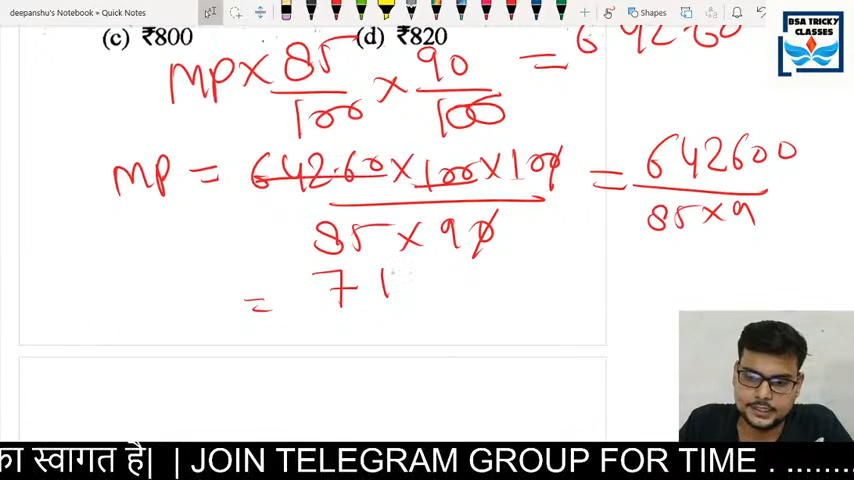 deepanshu's Notebook » Quick Notes
Shapes
BSA TRICKY
CLASSES
(c) ₹800 (d) ₹820
MP × 85/100 × 90/100 = 642.60
MP = 642.60 × 100 × 100 / 85 × 90 = 642600 / 85 × 9
= 71
का स्वागत है| | JOIN TELEGRAM GROUP FOR TIME . ........